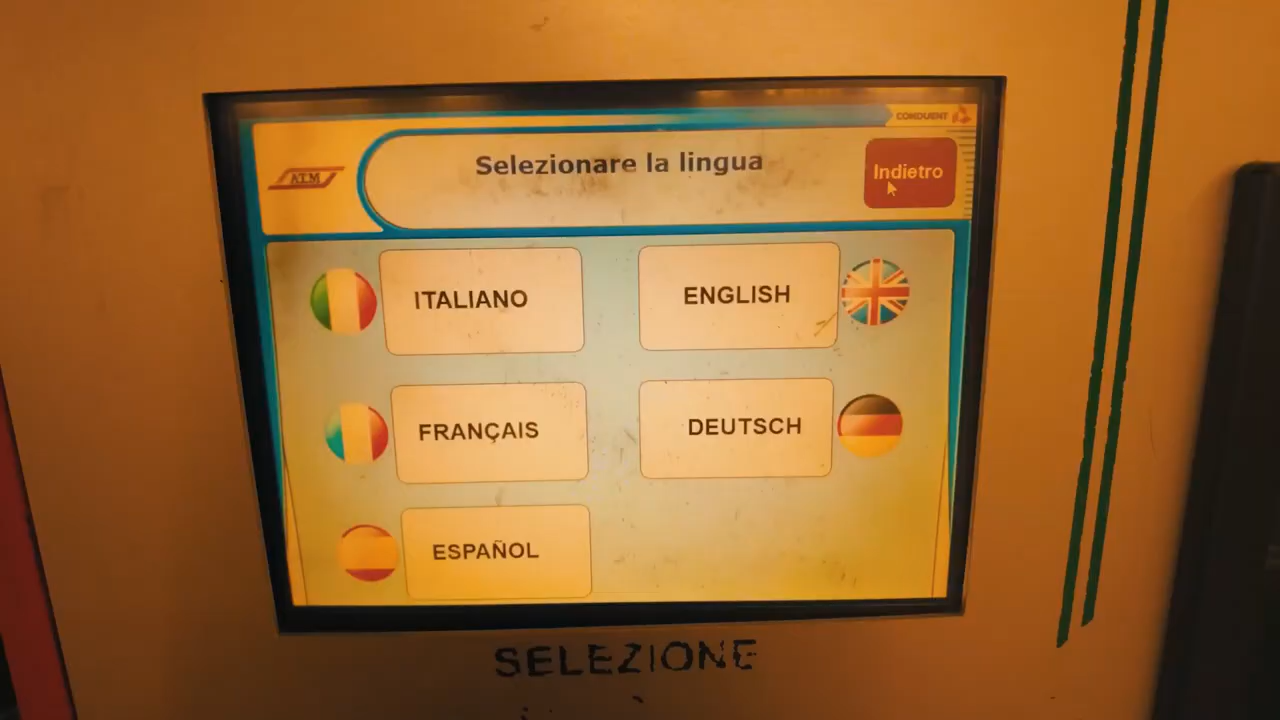 CONDUENT
ATM
Selezionare la lingua
Indietro
ITALIANO
ENGLISH
FRANÇAIS
DEUTSCH
ESPAÑOL
SELEZIONE